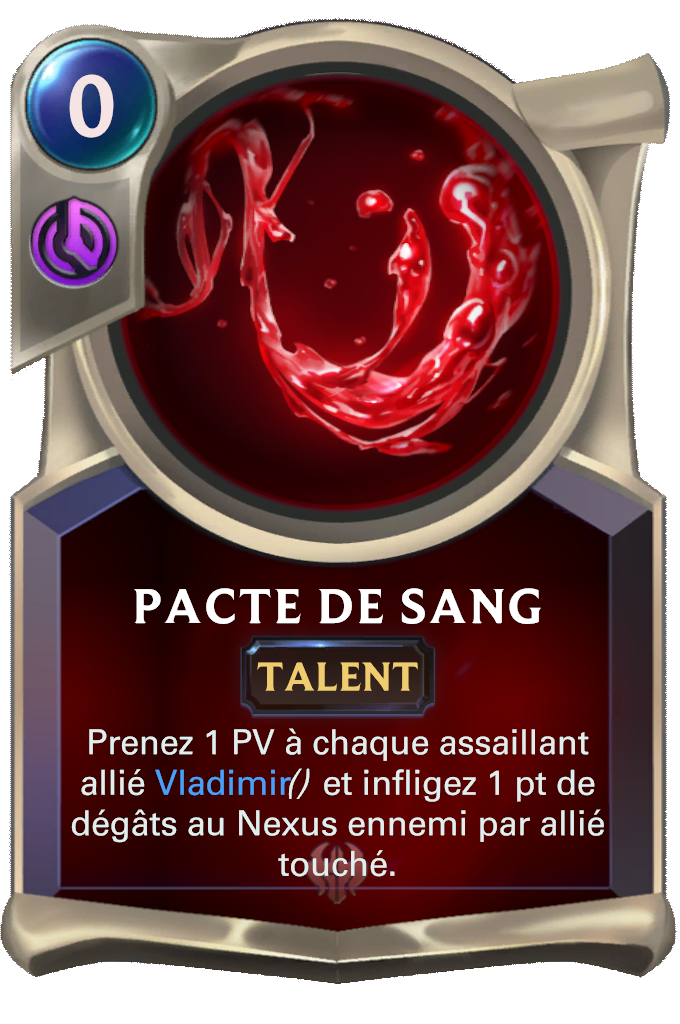 0
PACTE DE SANG
TALENT
Prenez 1 PV à chaque assaillant
allié Vladimir() et infligez 1 pt de
dégâts au Nexus ennemi par allié
touché.